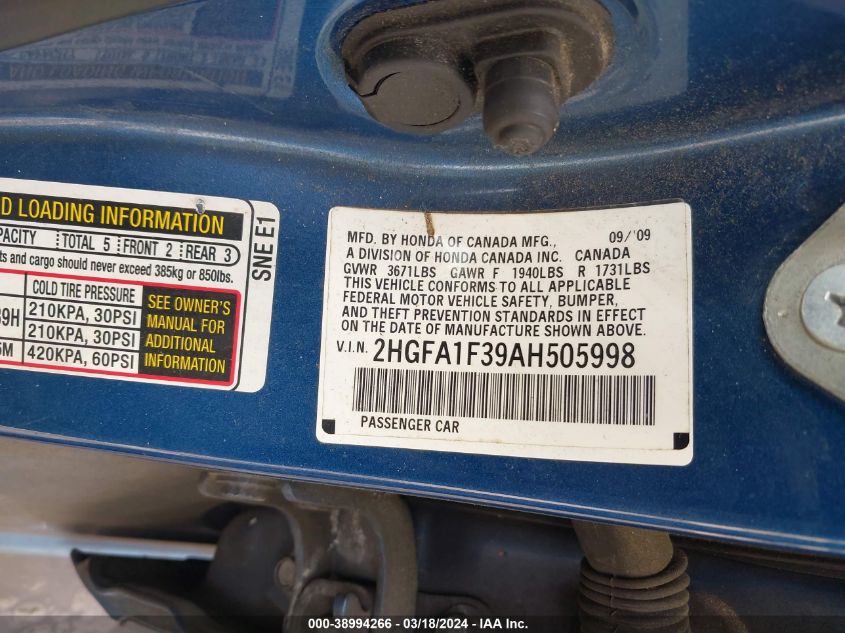 D LOADING INFORMATION
PACITY TOTAL 5 FRONT 2 REAR 3
ts and cargo should never exceed 385kg or 850lbs.
COLD TIRE PRESSURE
39H 210KPA, 30PSI
210KPA, 30PSI
5M 420KPA, 60PSI
SEE OWNER'S
MANUAL FOR
ADDITIONAL
INFORMATION
SNE E1
MFD. BY HONDA OF CANADA MFG., 09/'09
A DIVISION OF HONDA CANADA INC. CANADA
GVWR 3671LBS GAWR F 1940LBS R 1731LBS
THIS VEHICLE CONFORMS TO ALL APPLICABLE
FEDERAL MOTOR VEHICLE SAFETY, BUMPER,
AND THEFT PREVENTION STANDARDS IN EFFECT
ON THE DATE OF MANUFACTURE SHOWN ABOVE.
V.I.N. 2HGFA1F39AH505998
PASSENGER CAR
000-38994266 - 03/18/2024 - IAA Inc.